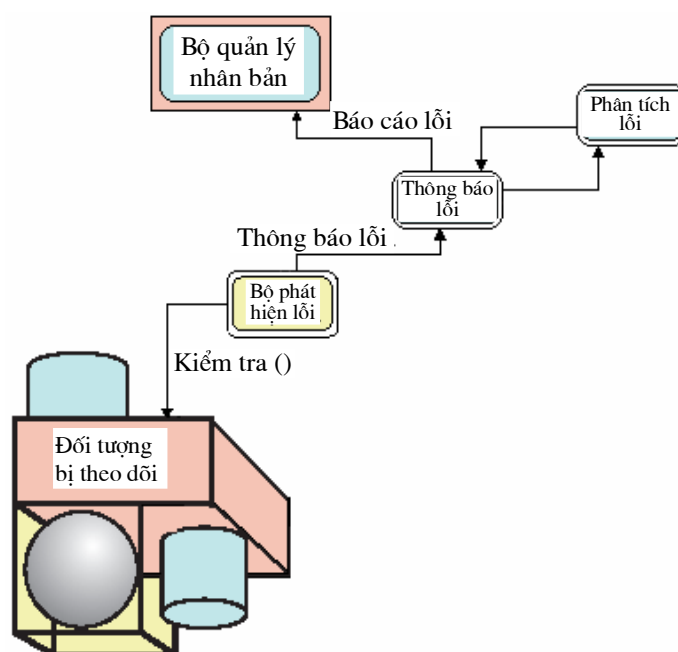 Bộ quản lý
nhân bản
Báo cáo lỗi
Phân tích
lỗi
Thông báo
lỗi
Thông báo lỗi
Bộ phát
hiện lỗi
Kiểm tra ()
Đối tượng
bị theo dõi